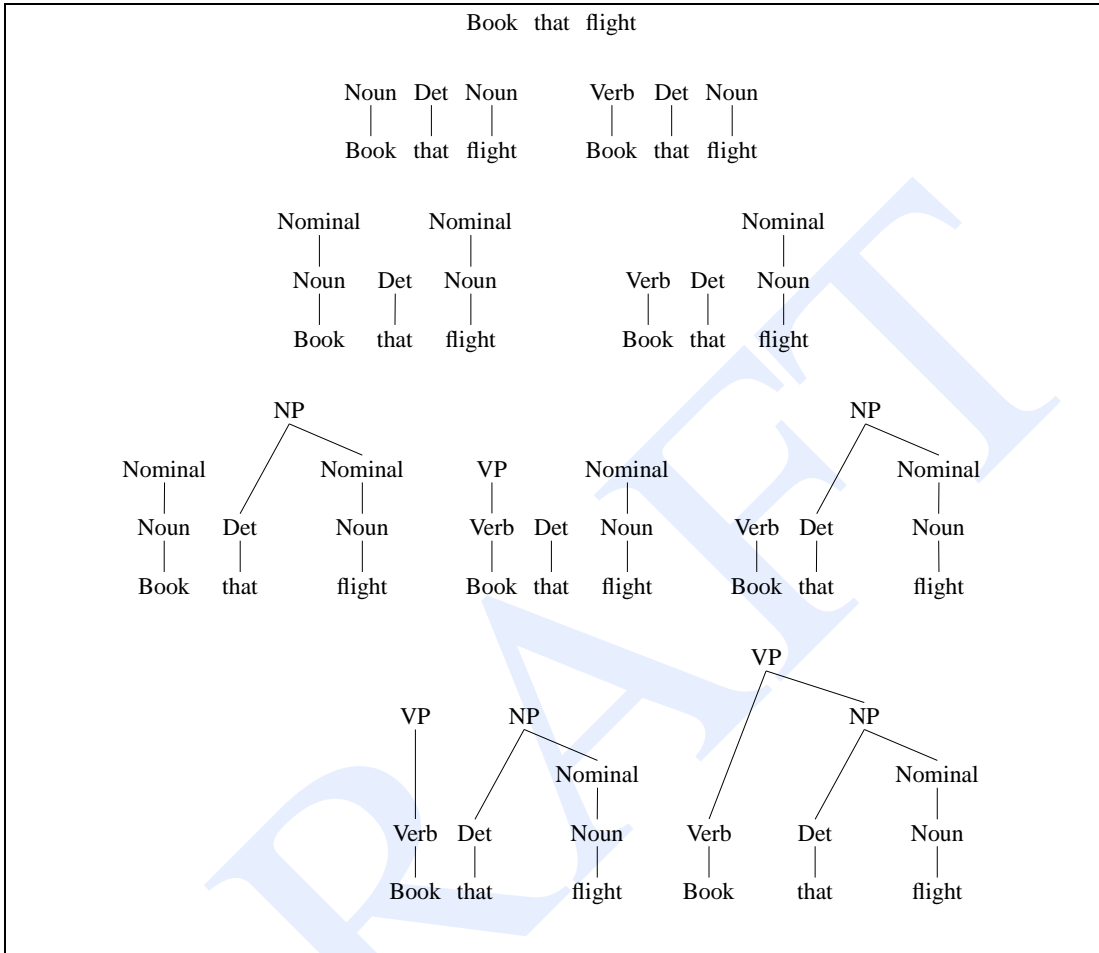 Book that flight
Noun Det Noun Verb Det Noun
Book that flight Book that flight
Nominal Nominal Nominal
Noun Det Noun Verb Det Noun
Book that flight Book that flight
NP NP
Nominal Nominal VP Nominal Nominal
Noun Det Noun Verb Det Noun Verb Det Noun
Book that flight Book that flight Book that flight
VP
VP NP NP
Nominal Nominal
Verb Det Noun Verb Det Noun
Book that flight Book that flight
RAFT